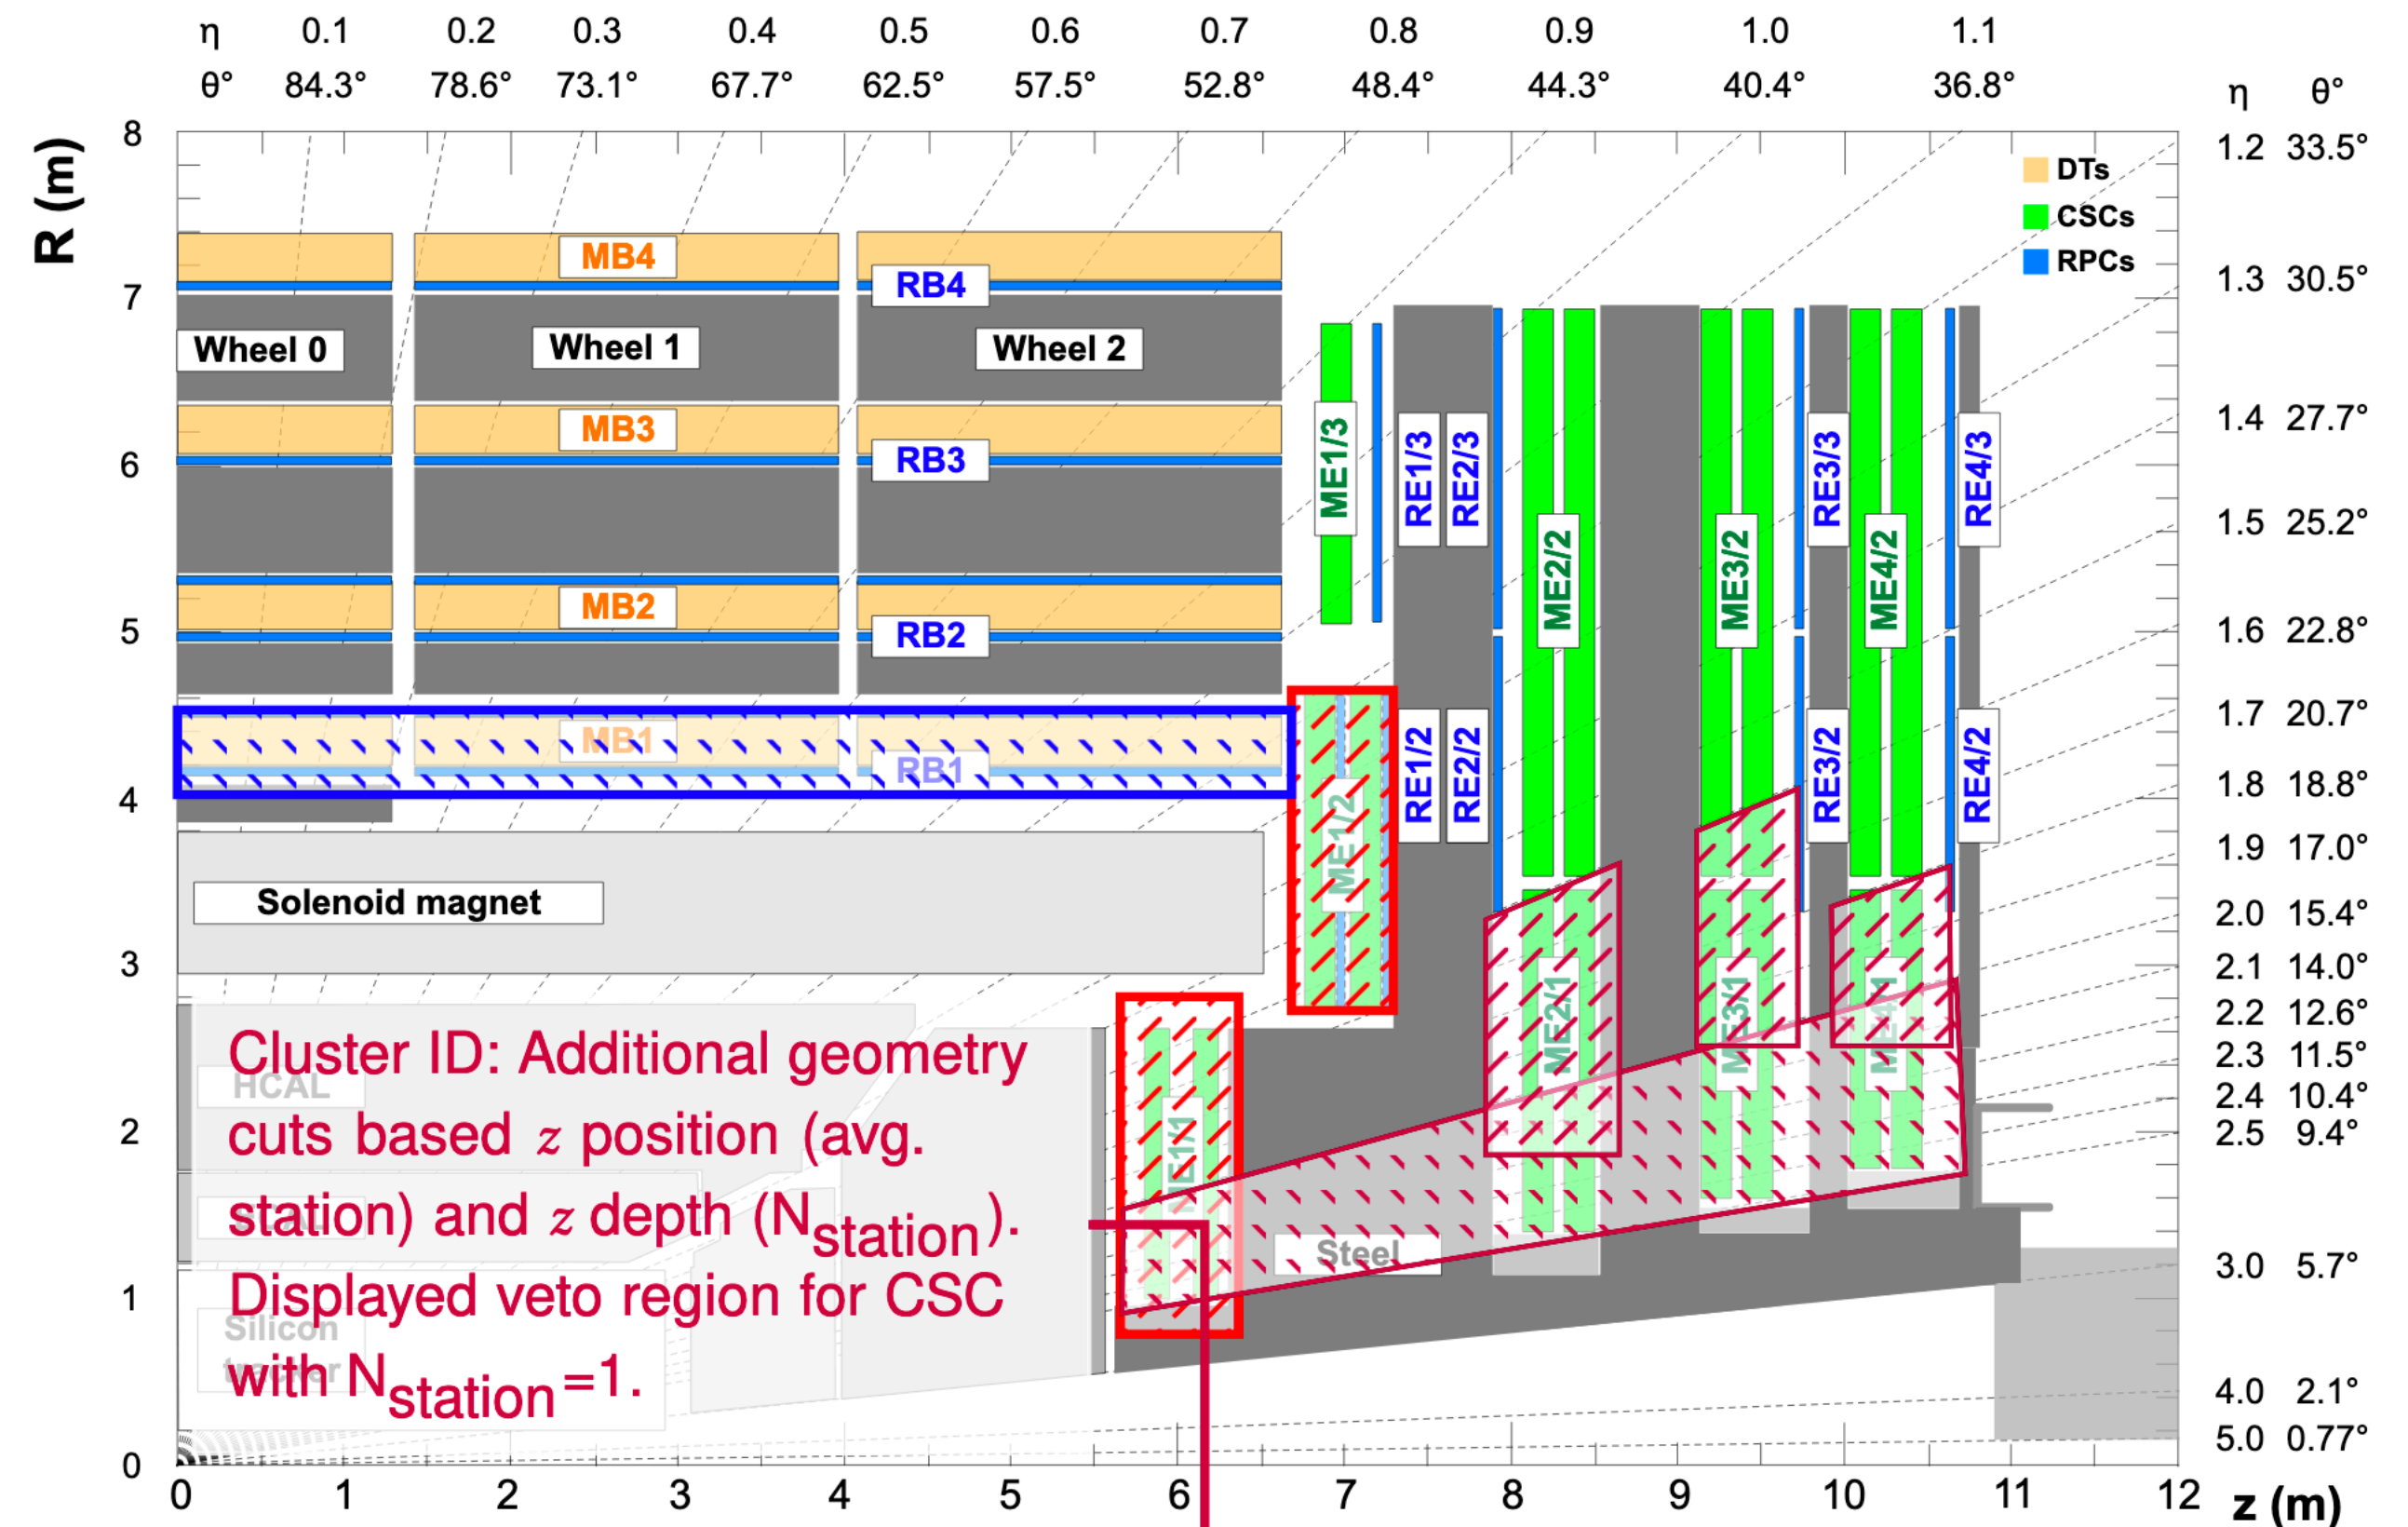 η 0.1 0.2 0.3 0.4 0.5 0.6 0.7 0.8 0.9 1.0 1.1
θ° 84.3° 78.6° 73.1° 67.7° 62.5° 57.5° 52.8° 48.4° 44.3° 40.4° 36.8°
η θ°
R (m)
8
7
6
5
4
3
2
1
0
DTs
CSCs
RPCs
1.2 33.5°
1.3 30.5°
1.4 27.7°
1.5 25.2°
1.6 22.8°
1.7 20.7°
1.8 18.8°
1.9 17.0°
2.0 15.4°
2.1 14.0°
2.2 12.6°
2.3 11.5°
2.4 10.4°
2.5 9.4°
3.0 5.7°
4.0 2.1°
5.0 0.77°
MB4
RB4
Wheel 0
Wheel 1
Wheel 2
MB3
RB3
MB2
RB2
MB1
RB1
ME1/3
RE1/3
RE2/3
ME2/2
ME3/2
RE3/3
ME4/2
RE4/3
ME1/2
RE1/2
RE2/2
RE3/2
RE4/2
Solenoid magnet
ME1/1
ME2/1
ME3/1
ME4/1
Steel
HCAL
ECAL
Silicon
tracker
Cluster ID: Additional geometry
cuts based z position (avg.
station) and z depth (Nstation).
Displayed veto region for CSC
with Nstation=1.
0 1 2 3 4 5 6 7 8 9 10 11 12 z (m)